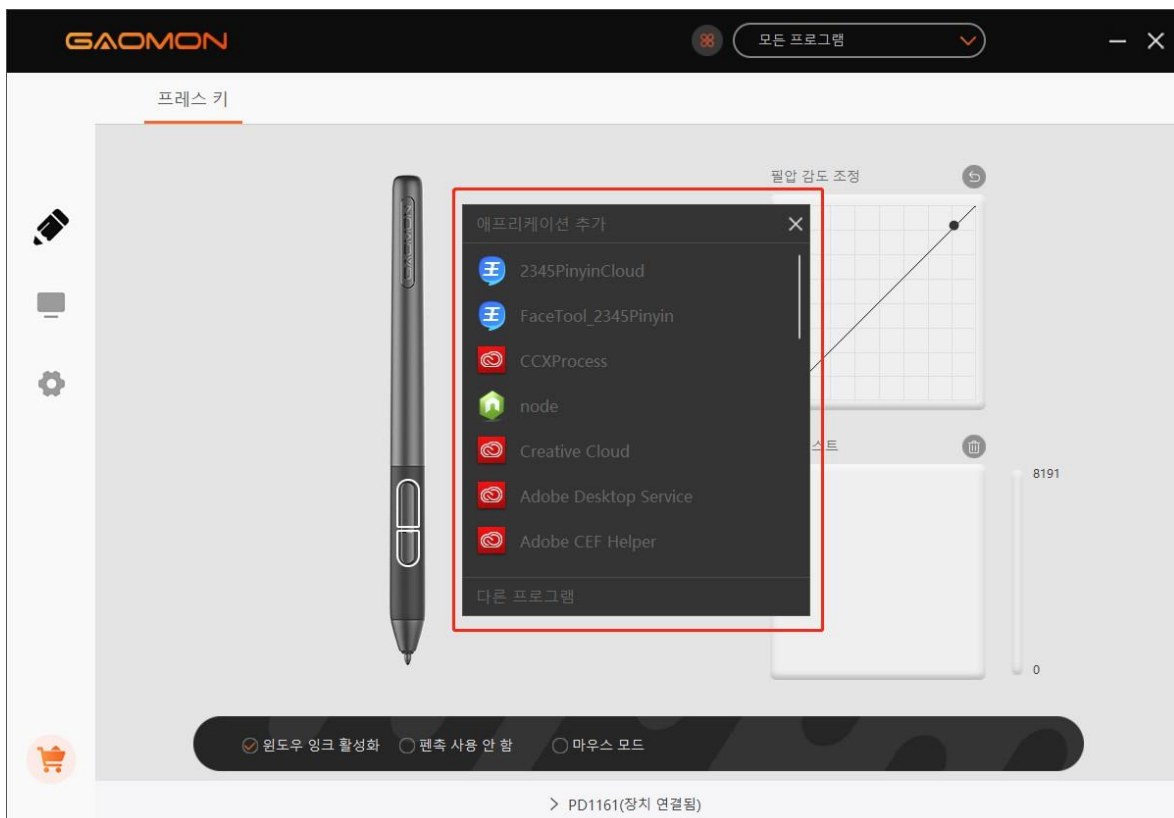 GAOMON
모든 프로그램
프레스 키
필압 감도 조정
GAOMON
애프리케이션 추가
2345PinyinCloud
FaceTool_2345Pinyin
CCXProcess
node
Creative Cloud
스트
Adobe Desktop Service
8191
Adobe CEF Helper
다른 프로그램
0
윈도우 잉크 활성화 펜촉 사용 안 함 마우스 모드
> PD1161(장치 연결됨)